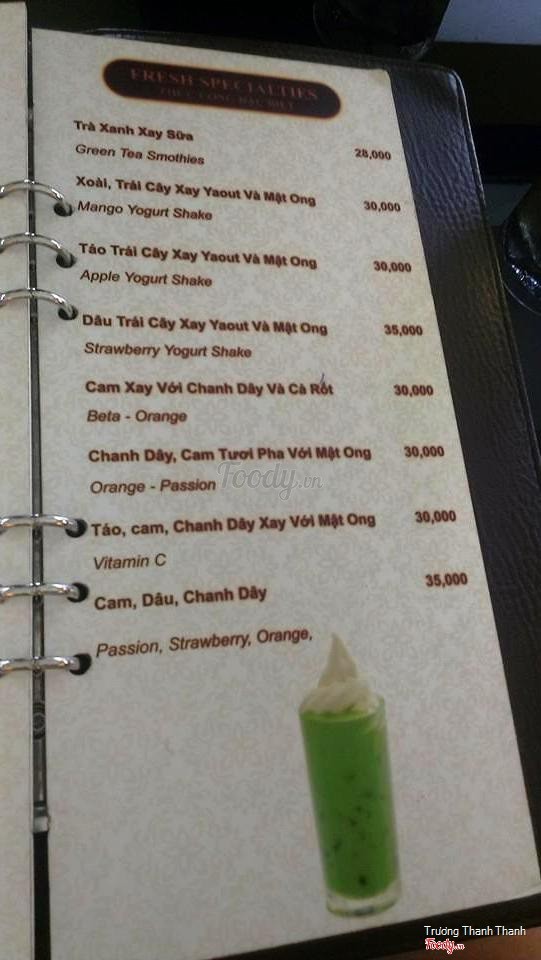 FRESH SPECIALTIES
THỨC UỐNG ĐẶC BIỆT
Trà Xanh Xay Sữa
Green Tea Smothies 28,000
Xoài, Trái Cây Xay Yaout Và Mật Ong
Mango Yogurt Shake 30,000
Táo Trái Cây Xay Yaout Và Mật Ong 30,000
Apple Yogurt Shake
Dâu Trái Cây Xay Yaout Và Mật Ong 35,000
Strawberry Yogurt Shake
Cam Xay Với Chanh Dây Và Cà Rốt 30,000
Beta - Orange
Chanh Dây, Cam Tươi Pha Với Mật Ong 30,000
Orange - Passion
Foody.vn
Táo, cam, Chanh Dây Xay Với Mật Ong 30,000
Vitamin C
Cam, Dâu, Chanh Dây 35,000
Passion, Strawberry, Orange,
Trương Thanh Thanh
Foody.vn